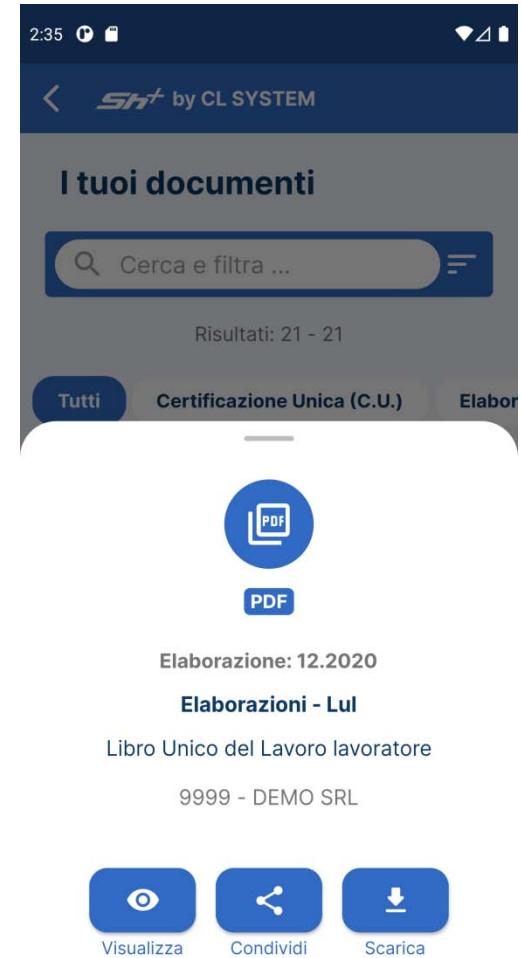 2:35
Sh+ by CL SYSTEM
I tuoi documenti
Cerca e filtra ...
Risultati: 21 - 21
Tutti Certificazione Unica (C.U.) Elabor
PDF
PDF
Elaborazione: 12.2020
Elaborazioni - Lul
Libro Unico del Lavoro lavoratore
9999 - DEMO SRL
Visualizza Condividi Scarica